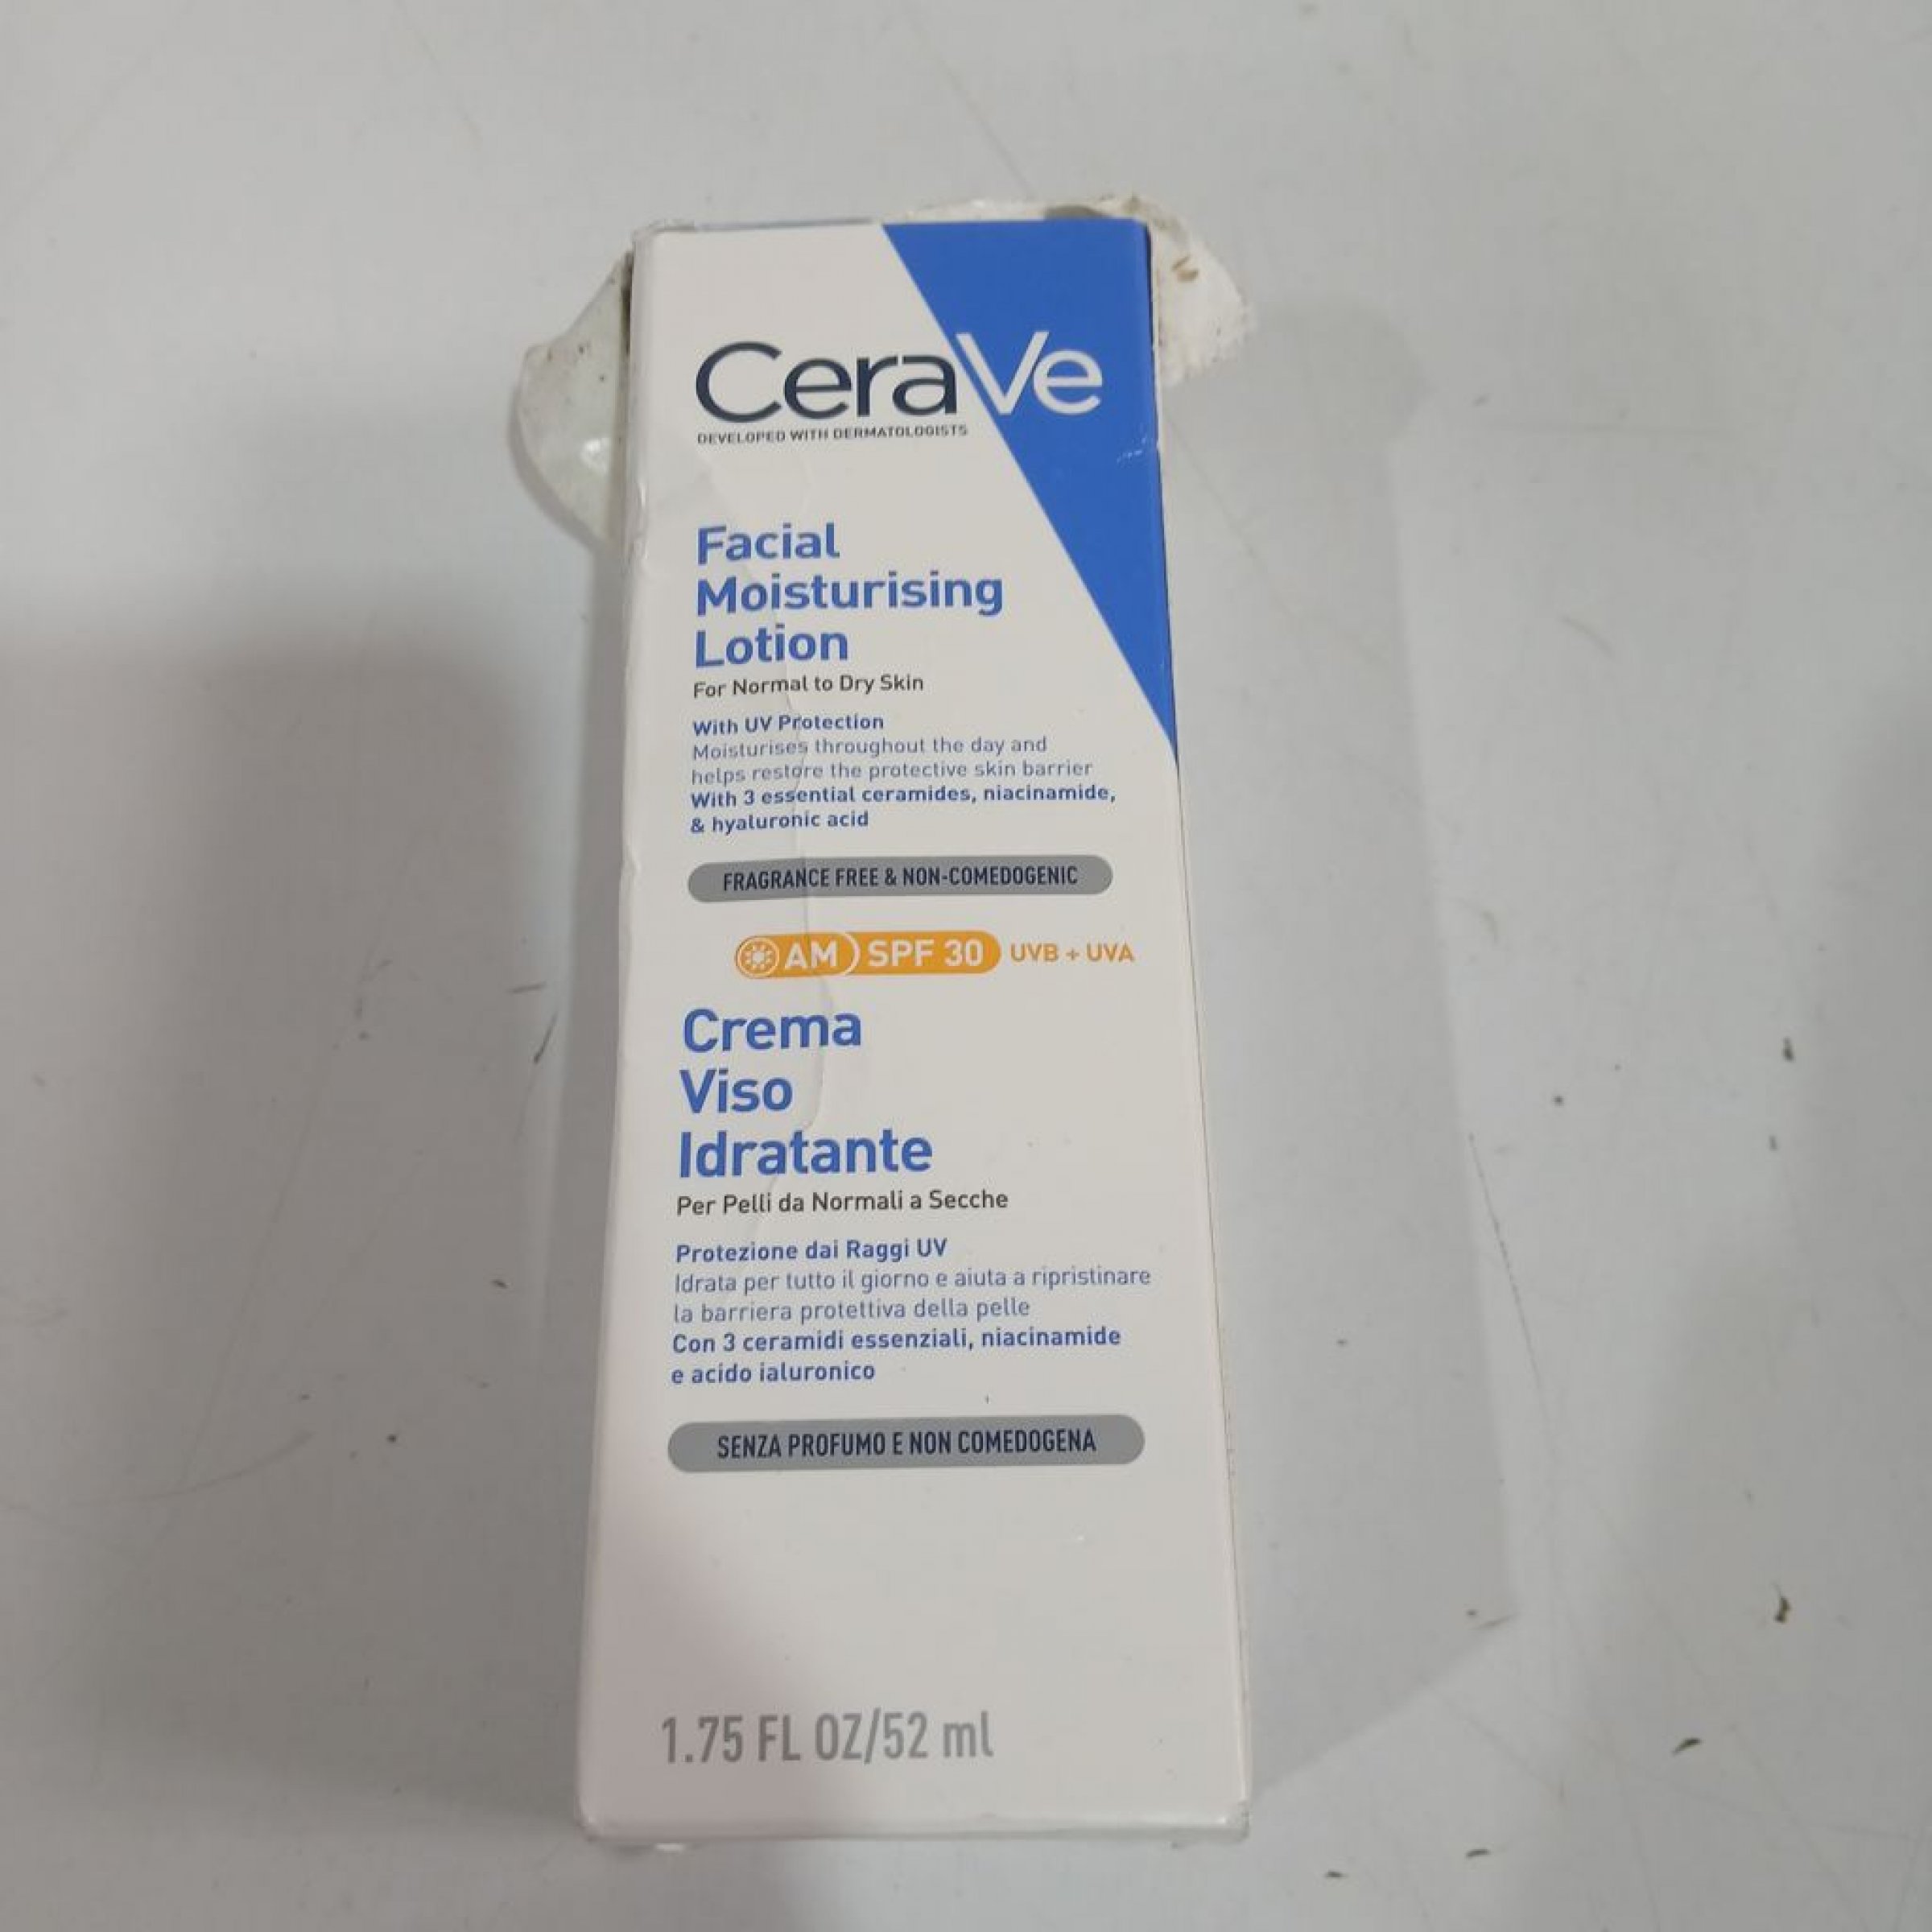 CeraVe
DEVELOPED WITH DERMATOLOGISTS
Facial
Moisturising
Lotion
For Normal to Dry Skin
With UV Protection
Moisturises throughout the day and
helps restore the protective skin barrier
With 3 essential ceramides, niacinamide,
& hyaluronic acid
FRAGRANCE FREE & NON-COMEDOGENIC
AM SPF 30 UVB + UVA
Crema
Viso
Idratante
Per Pelli da Normali a Secche
Protezione dai Raggi UV
Idrata per tutto il giorno e aiuta a ripristinare
la barriera protettiva della pelle
Con 3 ceramidi essenziali, niacinamide
e acido ialuronico
SENZA PROFUMO E NON COMEDOGENA
1.75 FL OZ/52 ml